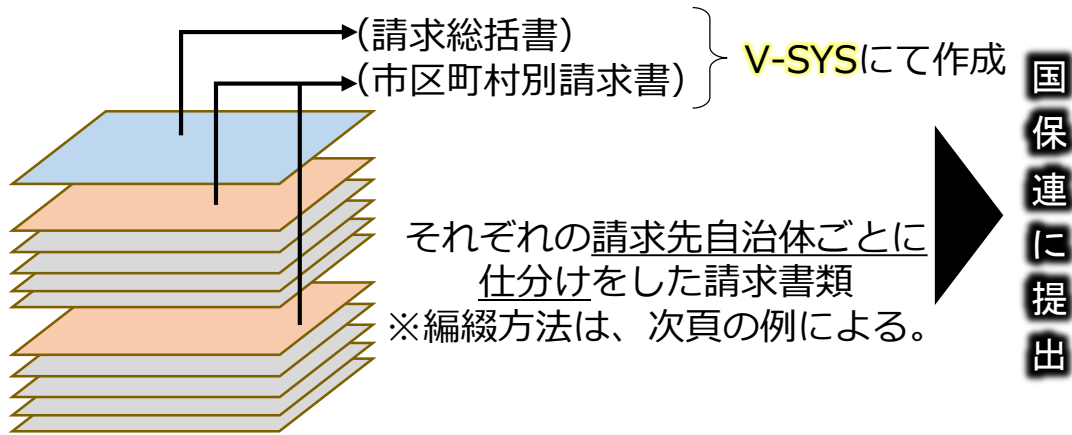 (請求総括書)
(市区町村別請求書)
V-SYSにて作成
それぞれの請求先自治体ごとに
仕分けをした請求書類
※編綴方法は、次頁の例による。
国保連に提出